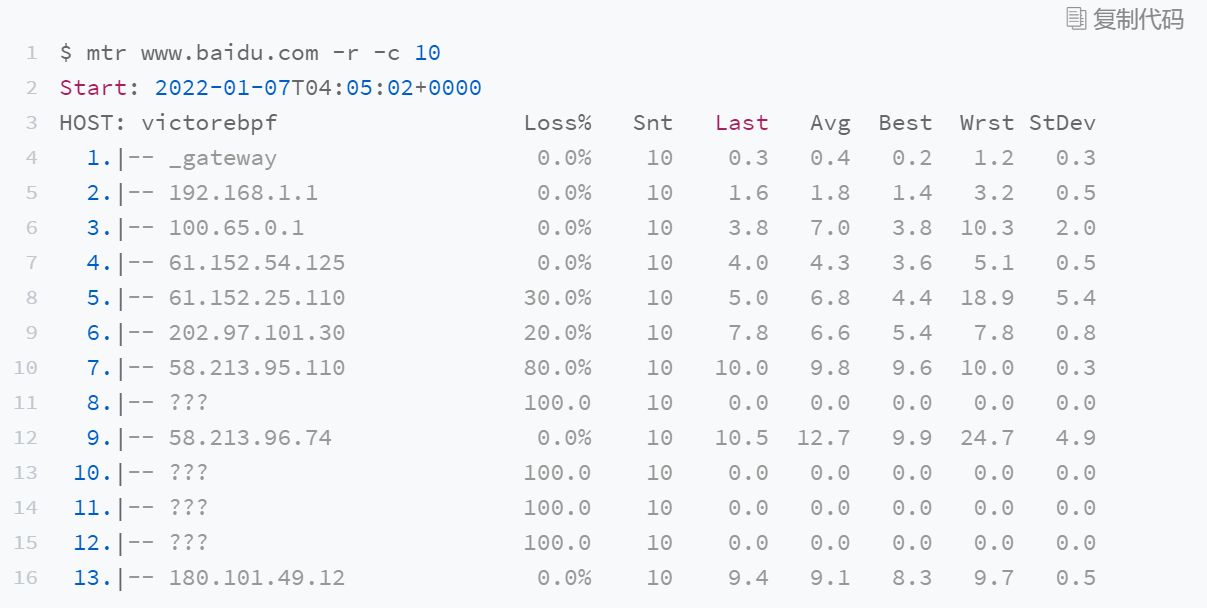 复制代码
1 $ mtr www.baidu.com -r -c 10
2 Start: 2022-01-07T04:05:02+0000
3 HOST: victorebpf                  Loss%   Snt   Last   Avg  Best  Wrst StDev
4   1.|-- _gateway                   0.0%    10    0.3   0.4   0.2   1.2   0.3
5   2.|-- 192.168.1.1                0.0%    10    1.6   1.8   1.4   3.2   0.5
6   3.|-- 100.65.0.1                 0.0%    10    3.8   7.0   3.8  10.3   2.0
7   4.|-- 61.152.54.125              0.0%    10    4.0   4.3   3.6   5.1   0.5
8   5.|-- 61.152.25.110             30.0%    10    5.0   6.8   4.4  18.9   5.4
9   6.|-- 202.97.101.30             20.0%    10    7.8   6.6   5.4   7.8   0.8
10   7.|-- 58.213.95.110             80.0%    10   10.0   9.8   9.6  10.0   0.3
11   8.|-- ???                       100.0    10    0.0   0.0   0.0   0.0   0.0
12   9.|-- 58.213.96.74               0.0%    10   10.5  12.7   9.9  24.7   4.9
13  10.|-- ???                       100.0    10    0.0   0.0   0.0   0.0   0.0
14  11.|-- ???                       100.0    10    0.0   0.0   0.0   0.0   0.0
15  12.|-- ???                       100.0    10    0.0   0.0   0.0   0.0   0.0
16  13.|-- 180.101.49.12              0.0%    10    9.4   9.1   8.3   9.7   0.5